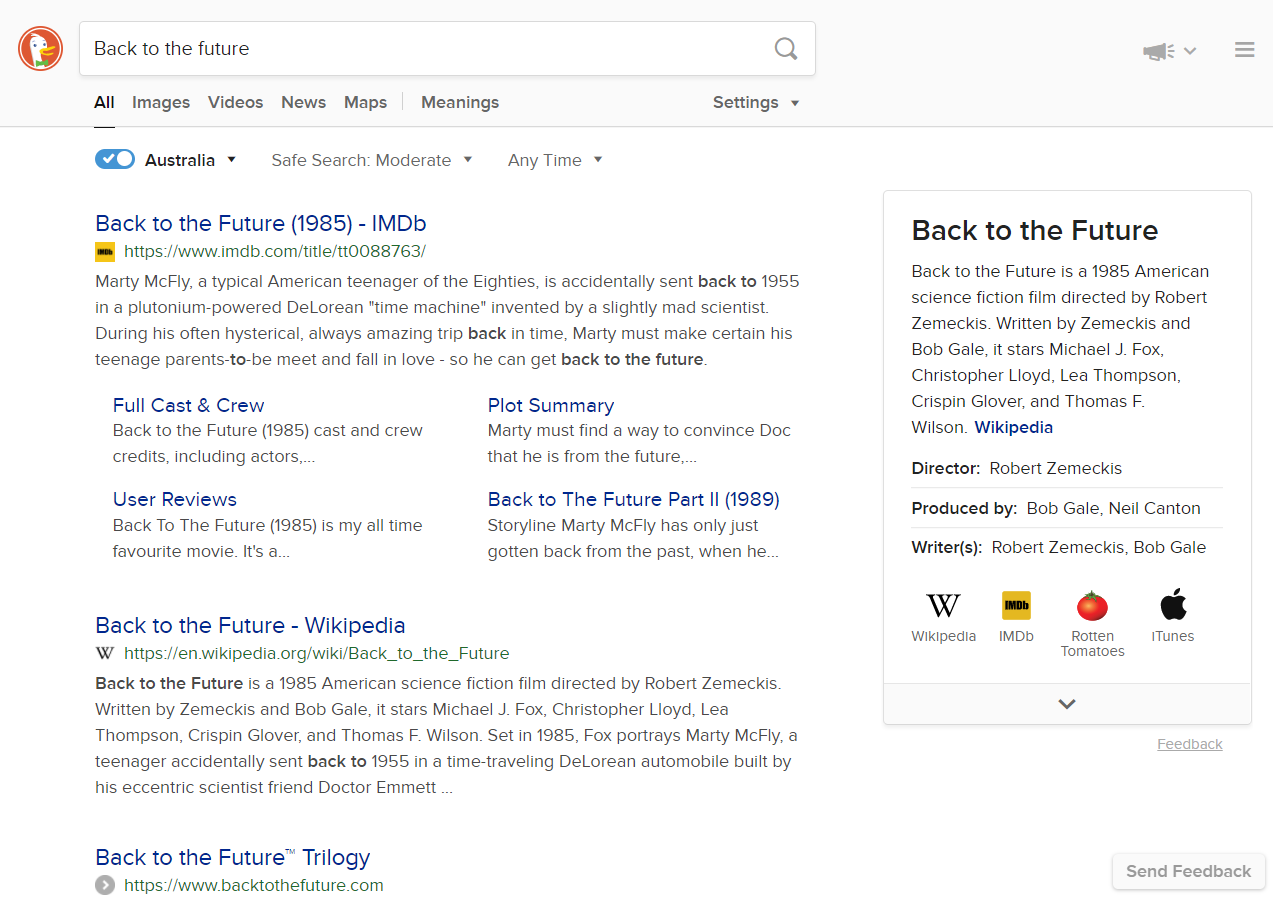 Back to the future
All Images Videos News Maps Meanings Settings
Australia Safe Search: Moderate Any Time
Back to the Future (1985) - IMDb
IMDb https://www.imdb.com/title/tt0088763/
Marty McFly, a typical American teenager of the Eighties, is accidentally sent back to 1955
in a plutonium-powered DeLorean "time machine" invented by a slightly mad scientist.
During his often hysterical, always amazing trip back in time, Marty must make certain his
teenage parents-to-be meet and fall in love - so he can get back to the future.
Full Cast & Crew
Back to the Future (1985) cast and crew
credits, including actors,...
Plot Summary
Marty must find a way to convince Doc
that he is from the future,...
User Reviews
Back To The Future (1985) is my all time
favourite movie. It's a...
Back to The Future Part II (1989)
Storyline Marty McFly has only just
gotten back from the past, when he...
Back to the Future - Wikipedia
W https://en.wikipedia.org/wiki/Back_to_the_Future
Back to the Future is a 1985 American science fiction film directed by Robert Zemeckis.
Written by Zemeckis and Bob Gale, it stars Michael J. Fox, Christopher Lloyd, Lea
Thompson, Crispin Glover, and Thomas F. Wilson. Set in 1985, Fox portrays Marty McFly, a
teenager accidentally sent back to 1955 in a time-traveling DeLorean automobile built by
his eccentric scientist friend Doctor Emmett ...
Back to the Future™ Trilogy
https://www.backtothefuture.com
Back to the Future
Back to the Future is a 1985 American
science fiction film directed by Robert
Zemeckis. Written by Zemeckis and
Bob Gale, it stars Michael J. Fox,
Christopher Lloyd, Lea Thompson,
Crispin Glover, and Thomas F.
Wilson. Wikipedia
Director: Robert Zemeckis
Produced by: Bob Gale, Neil Canton
Writer(s): Robert Zemeckis, Bob Gale
W IMDb
Wikipedia IMDb Rotten iTunes
Tomatoes
Feedback
Send Feedback